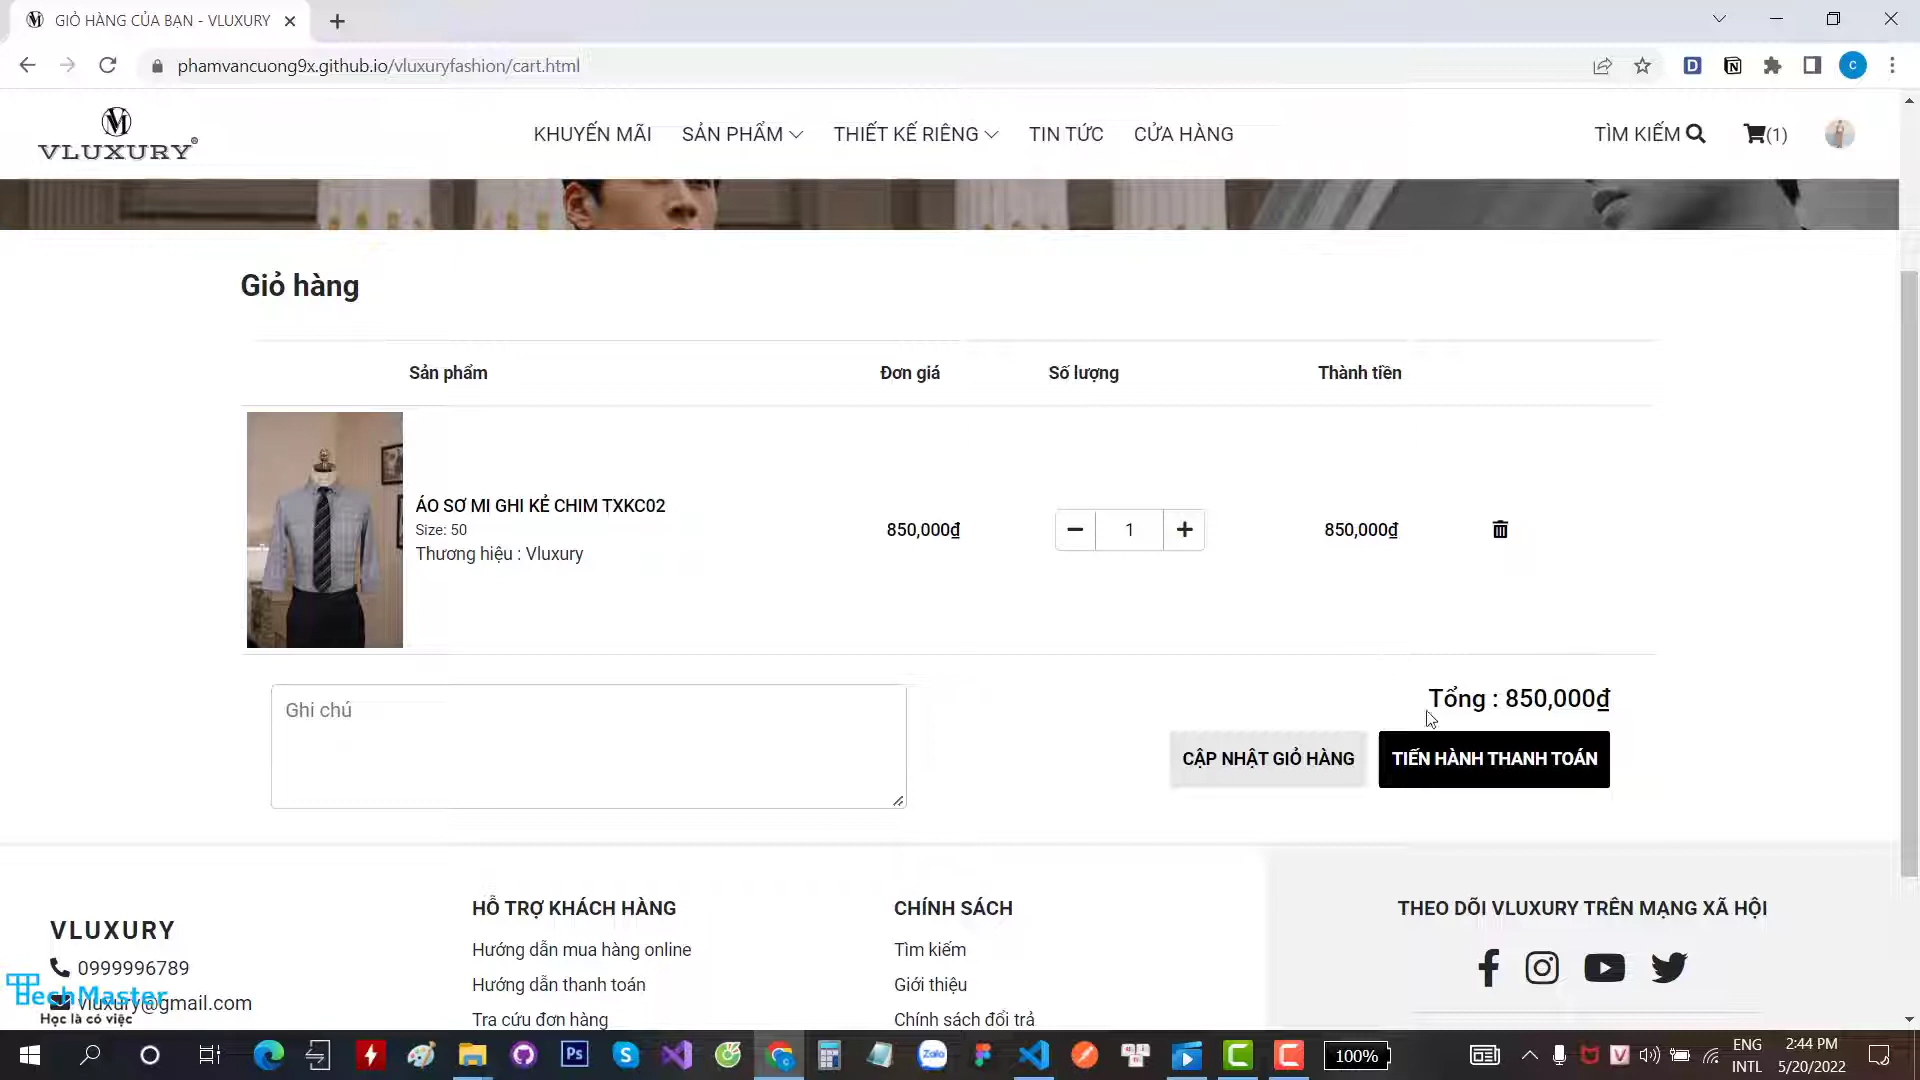 GIỎ HÀNG CỦA BẠN - VLUXURY
phamvancuong9x.github.io/vluxuryfashion/cart.html
VLUXURY®
KHUYẾN MÃI
SẢN PHẨM
THIẾT KẾ RIÊNG
TIN TỨC
CỬA HÀNG
TÌM KIẾM
(1)
Giỏ hàng
Sản phẩm
Đơn giá
Số lượng
Thành tiền
ÁO SƠ MI GHI KẺ CHIM TXKC02
Size: 50
Thương hiệu : Vluxury
850,000₫
1
850,000₫
Ghi chú
Tổng : 850,000₫
CẬP NHẬT GIỎ HÀNG
TIẾN HÀNH THANH TOÁN
VLUXURY
0999996789
vluxury@gmail.com
TechMaster
Học là có việc
HỖ TRỢ KHÁCH HÀNG
Hướng dẫn mua hàng online
Hướng dẫn thanh toán
Tra cứu đơn hàng
CHÍNH SÁCH
Tìm kiếm
Giới thiệu
Chính sách đổi trả
THEO DÕI VLUXURY TRÊN MẠNG XÃ HỘI
100%
ENG
INTL
2:44 PM
5/20/2022